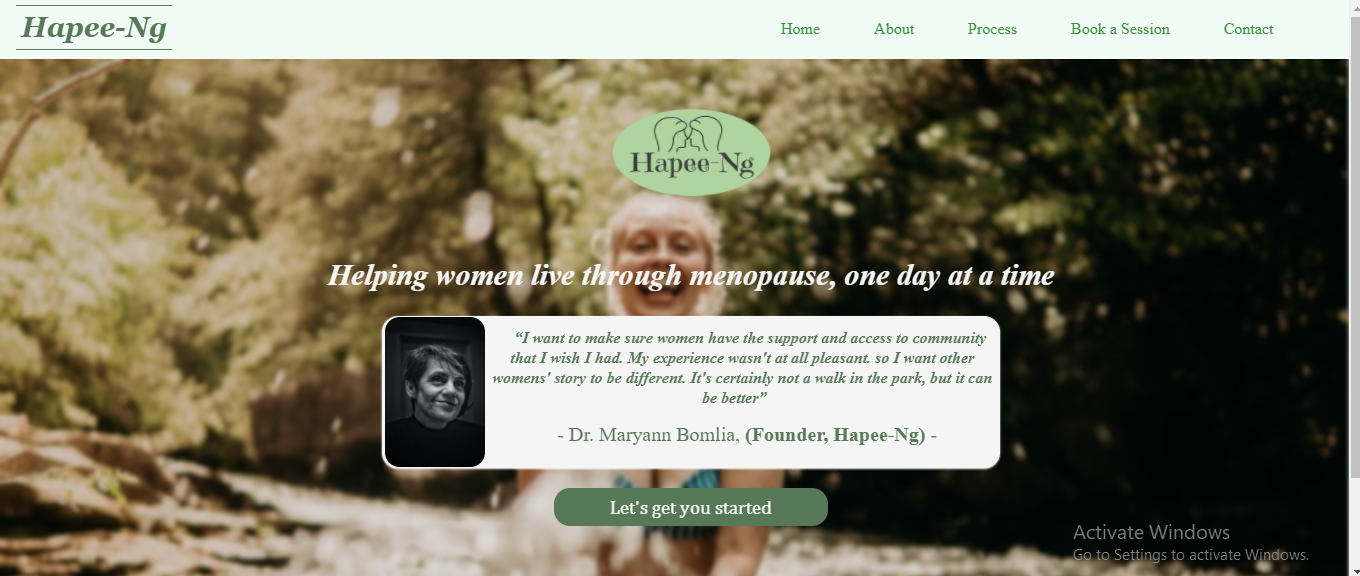 Hapee-Ng
Home About Process Book a Session Contact
Hapee-Ng
Helping women live through menopause, one day at a time
“I want to make sure women have the support and access to community
that I wish I had. My experience wasn't at all pleasant. so I want other
womens' story to be different. It's certainly not a walk in the park, but it can
be better”
- Dr. Maryann Bomlia, (Founder, Hapee-Ng) -
Let's get you started
Activate Windows
Go to Settings to activate Windows.